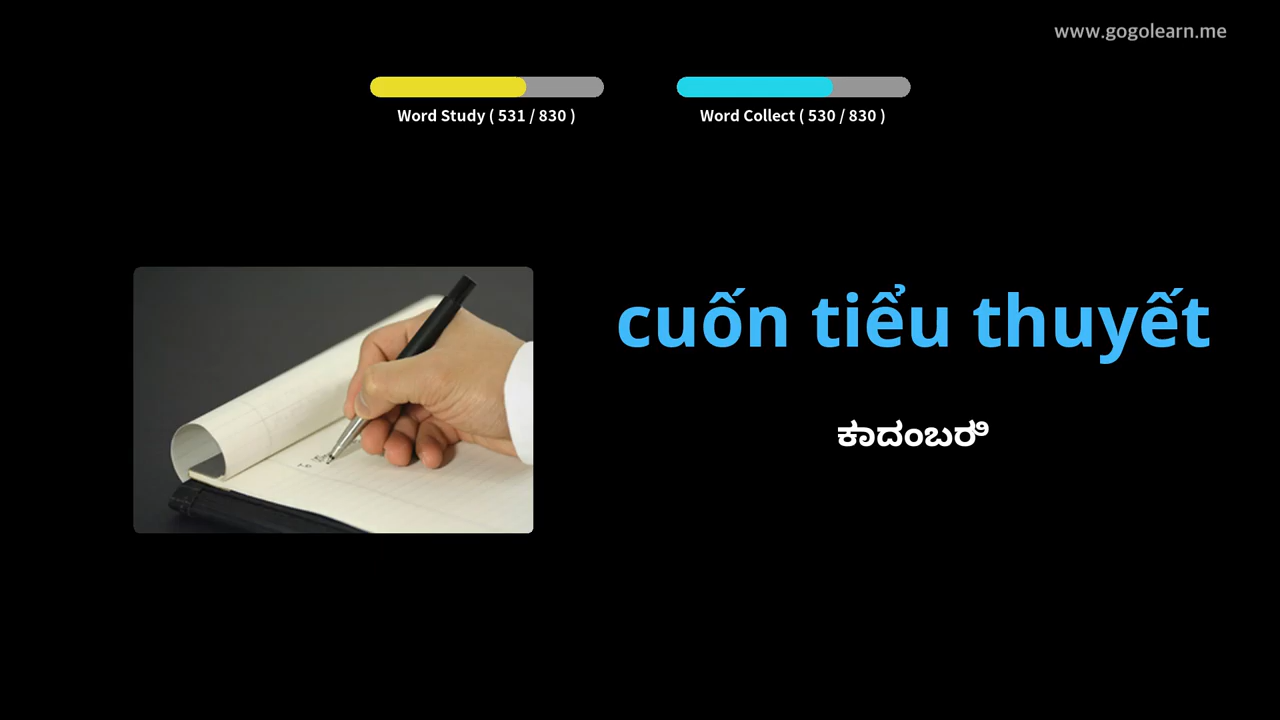 www.gogolearn.me
Word Study ( 531 / 830 )
Word Collect ( 530 / 830 )
cuốn tiểu thuyết
ಕಾದಂಬರಿ